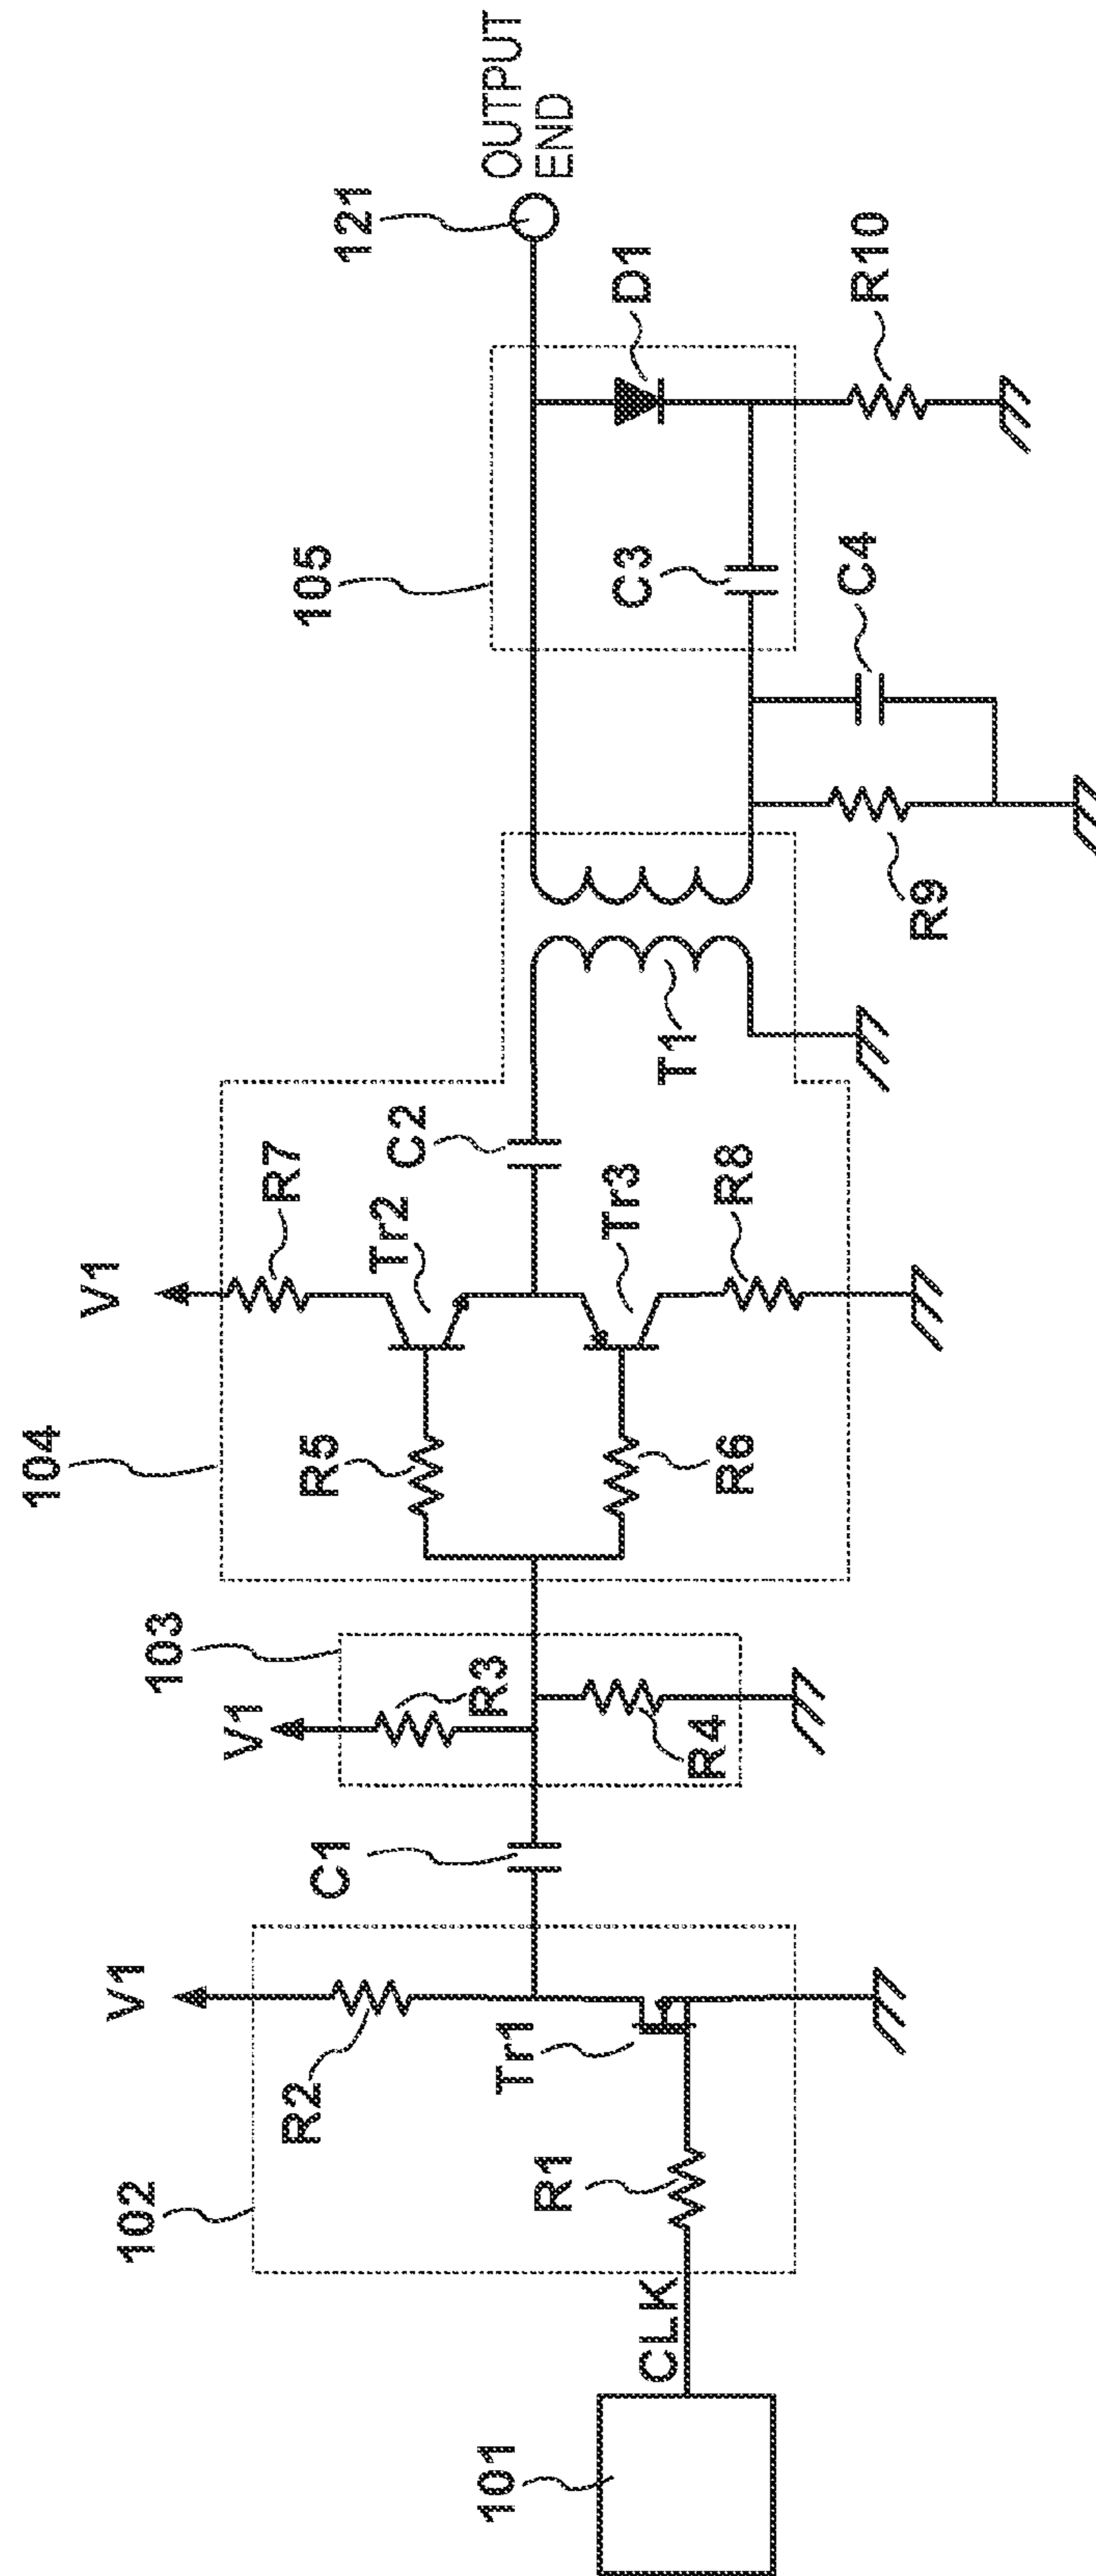 101
CLK
102
R1
R2
Tr1
V1
C1
103
V1
R3
R4
104
R5
R6
V1
R7
Tr2
Tr3
R8
C2
T1
R9
C4
105
C3
D1
R10
121
OUTPUT
END